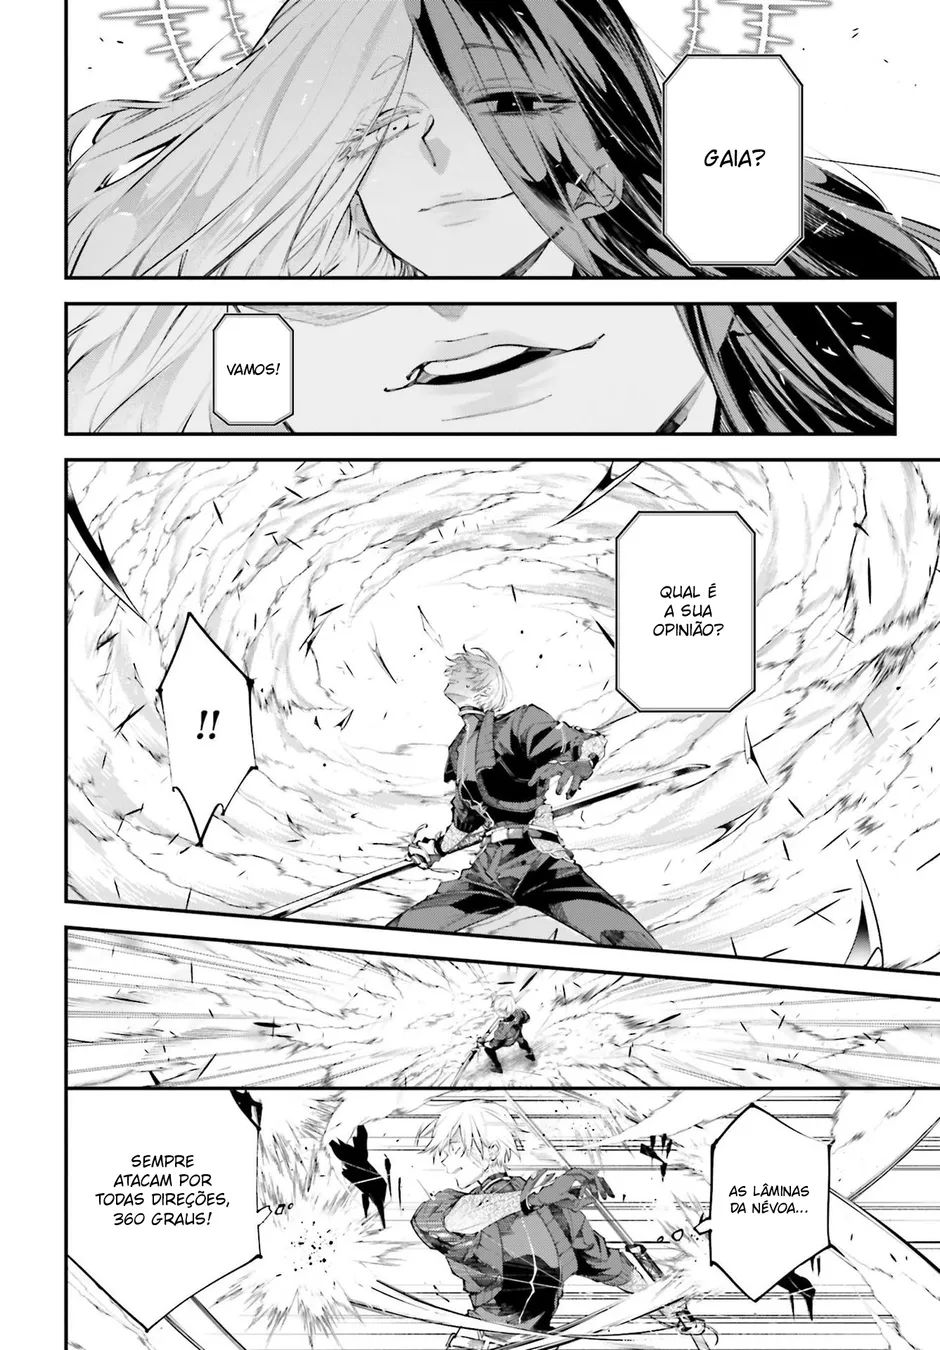 GAIA?
VAMOS!
QUAL É
A SUA
OPINIÃO?
!!
AS LÂMINAS
DA NÉVOA...
SEMPRE
ATACAM POR
TODAS DIREÇÕES,
360 GRAUS!